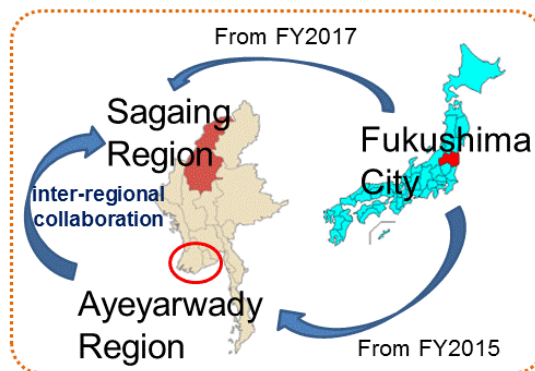 From FY2017
Sagaing
Region
Fukushima
City
inter-regional
collaboration
Ayeyarwady
Region
From FY2015